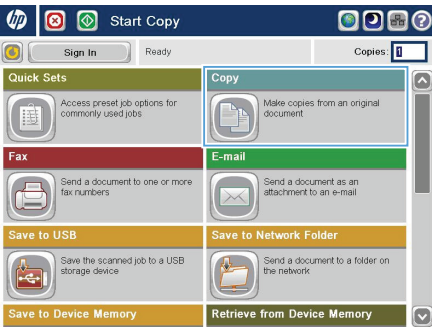 hp Start Copy ?
Sign In Ready Copies: 1
Quick Sets
Access preset job options for
commonly used jobs
Copy
Make copies from an original
document
Fax
Send a document to one or more
fax numbers
E-mail
Send a document as an
attachment to an e-mail
Save to USB
Save the scanned job to a USB
storage device
Save to Network Folder
Send a document to a folder on
the network
Save to Device Memory
Retrieve from Device Memory